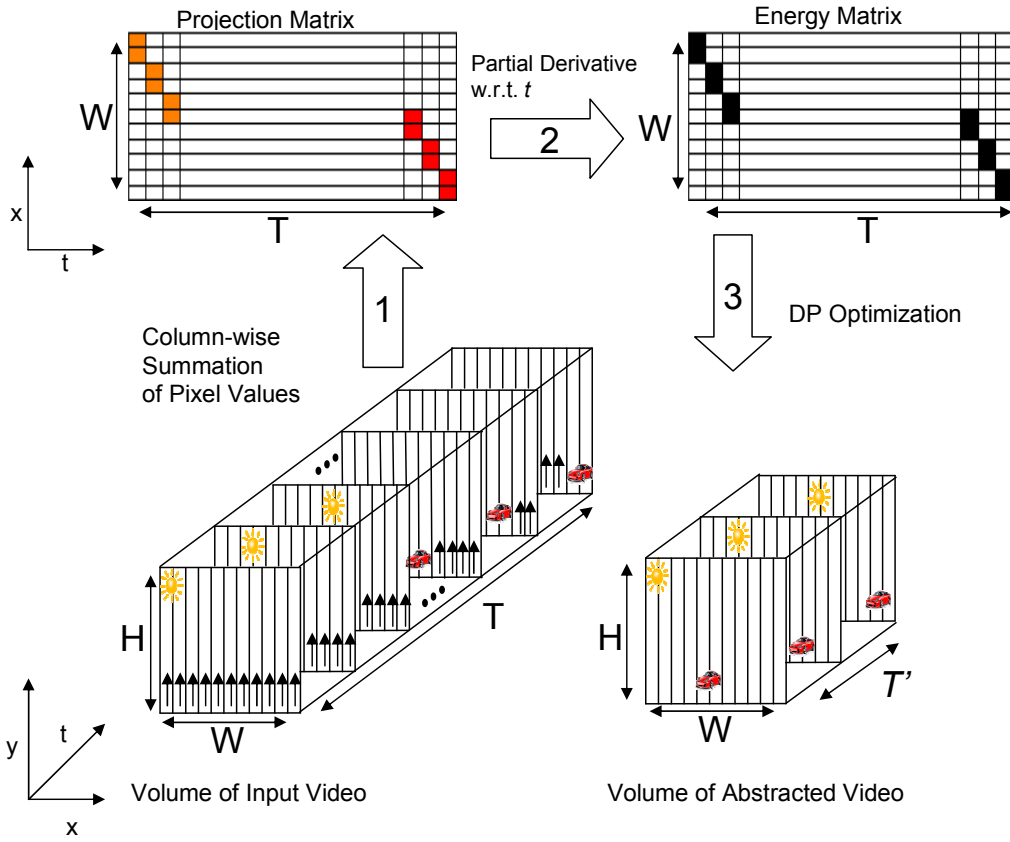 Projection Matrix
Energy Matrix
W
Partial Derivative
w.r.t. t
2
W
x
t
T
T
1
3
DP Optimization
Column-wise
Summation
of Pixel Values
H
W
T
H
W
T’
y
t
x
Volume of Input Video
Volume of Abstracted Video